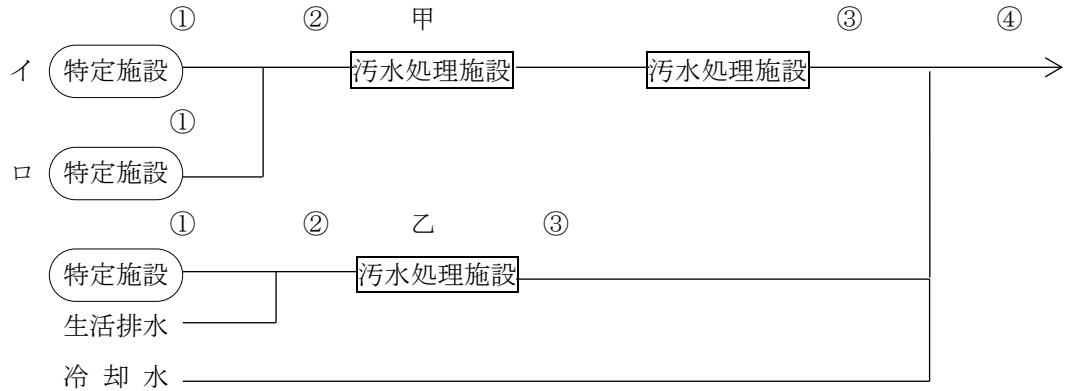 ① ② 甲 ③ ④
イ 特定施設 汚水処理施設 汚水処理施設
①
ロ 特定施設
① ② 乙 ③
特定施設 汚水処理施設
生活排水
冷却水